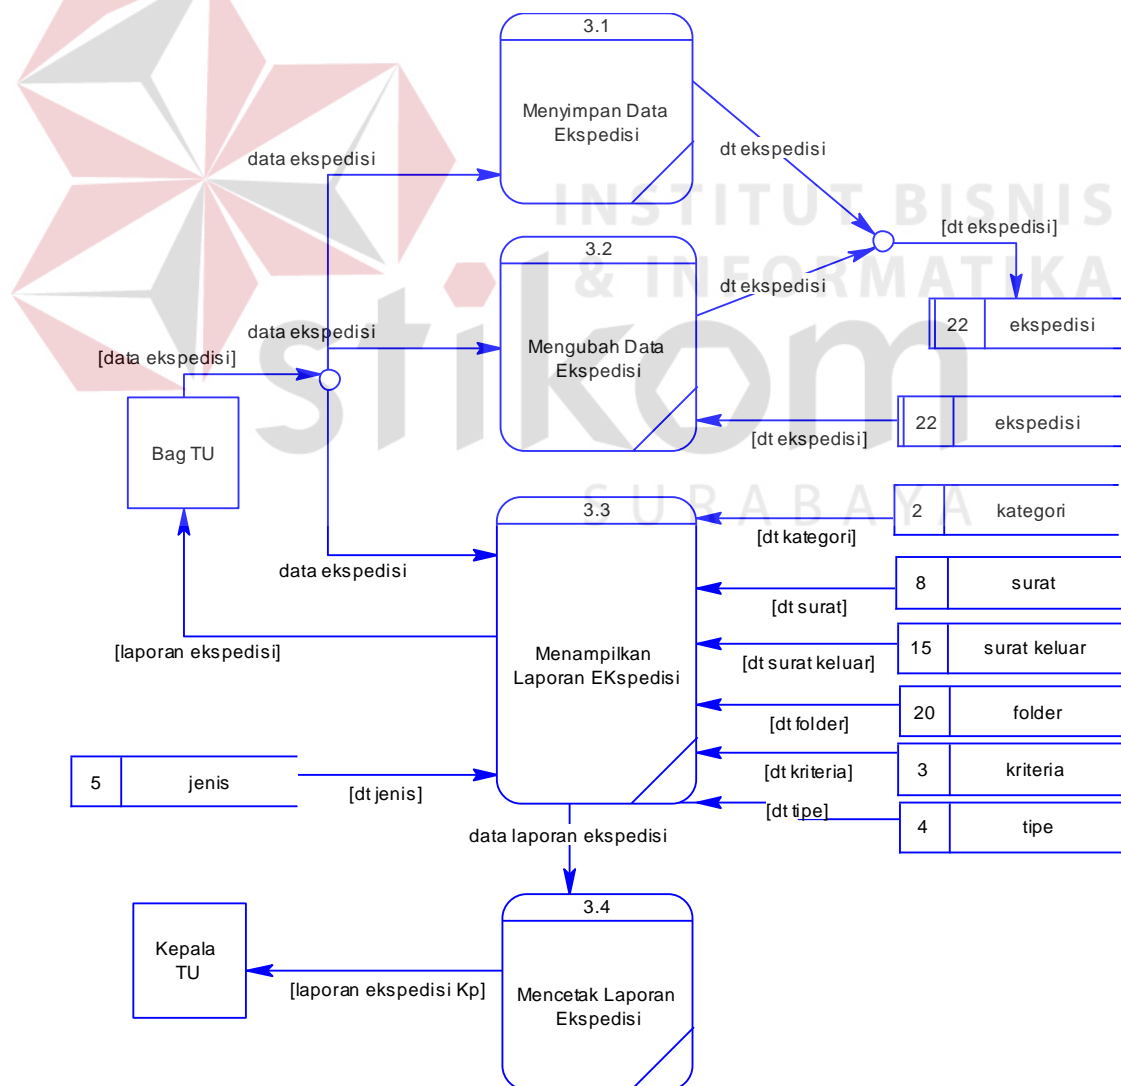 3.1
Menyimpan Data
Ekspedisi
data ekspedisi
dt ekspedisi
INSTITUT BISNIS
& INFORMATIKA
stikom
SURABAYA
[dt ekspedisi]
3.2
Mengubah Data
Ekspedisi
dt ekspedisi
22 ekspedisi
data ekspedisi
[data ekspedisi]
Bag TU
22 ekspedisi
[dt ekspedisi]
3.3
Menampilkan
Laporan EKspedisi
2 kategori
[dt kategori]
data ekspedisi
8 surat
[dt surat]
[laporan ekspedisi]
15 surat keluar
[dt surat keluar]
20 folder
[dt folder]
3 kriteria
[dt kriteria]
5 jenis
[dt jenis]
[dt tipe]
4 tipe
data laporan ekspedisi
3.4
Mencetak Laporan
Ekspedisi
Kepala
TU
[laporan ekspedisi Kp]